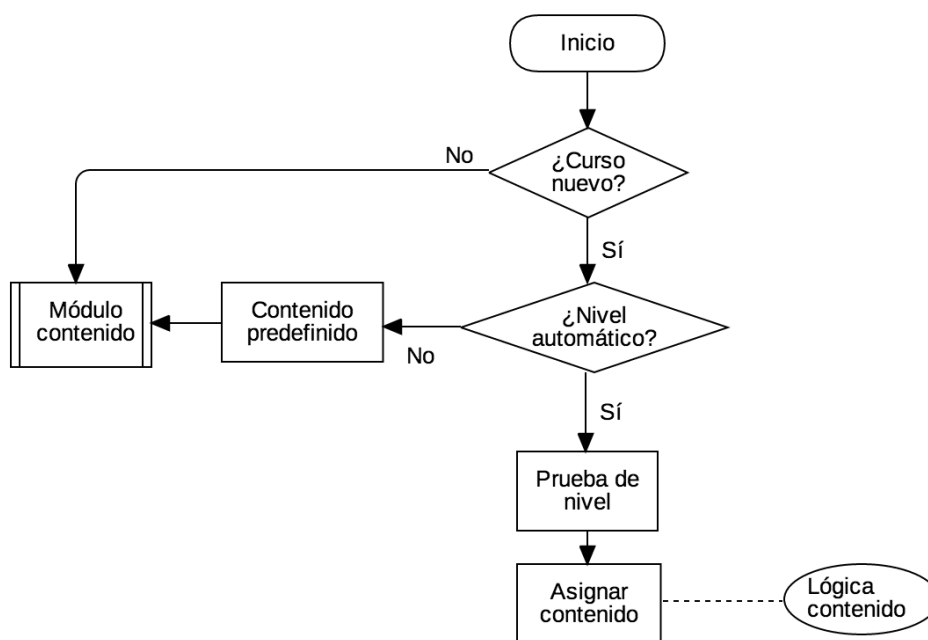 Inicio
No
¿Curso
nuevo?
Sí
Módulo
contenido
Contenido
predefinido
No
¿Nivel
automático?
Sí
Prueba de
nivel
Asignar
contenido
Lógica
contenido